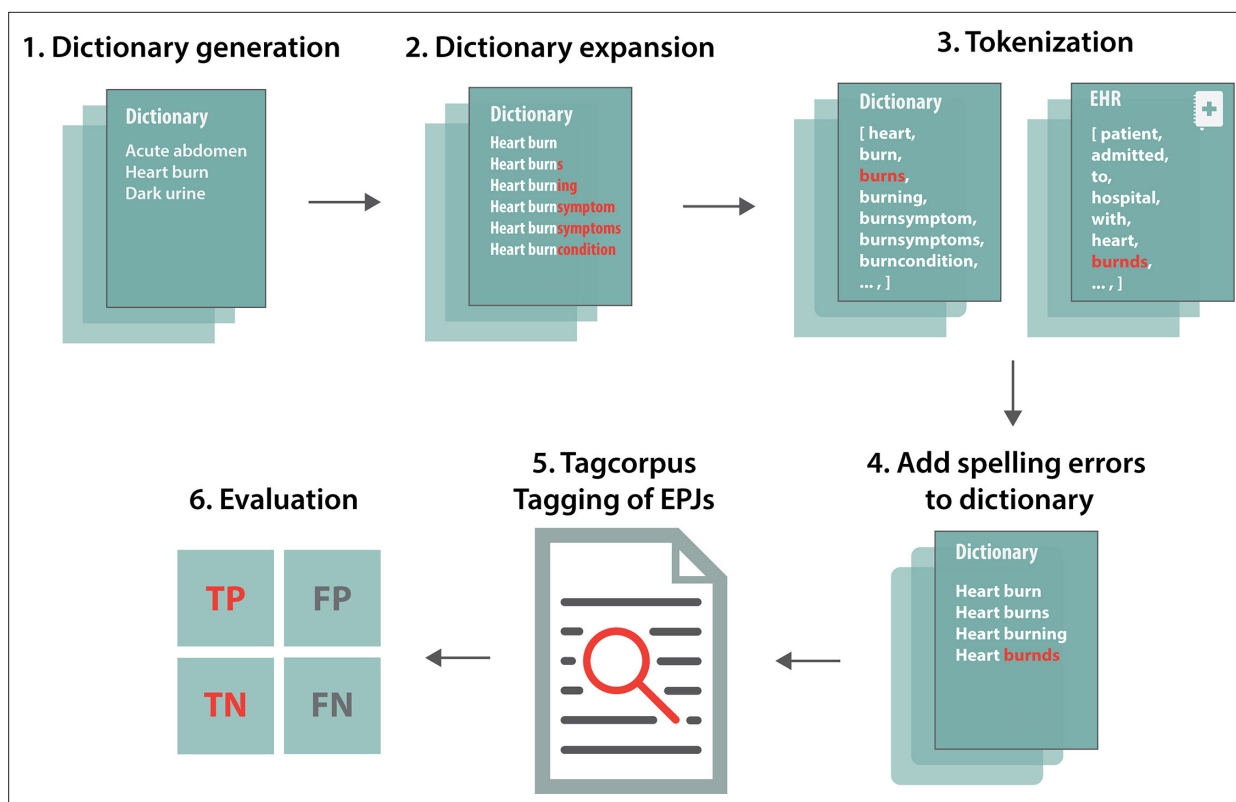 1. Dictionary generation
Dictionary
Acute abdomen
Heart burn
Dark urine
2. Dictionary expansion
Dictionary
Heart burn
Heart burns
Heart burning
Heart burnsymptom
Heart burnsymptoms
Heart burncondition
3. Tokenization
Dictionary
[ heart,
burn,
burns,
burning,
burnsymptom,
burnsymptoms,
burncondition,
... , ]
EHR
[ patient,
admitted,
to,
hospital,
with,
heart,
burnds,
... , ]
4. Add spelling errors
to dictionary
Dictionary
Heart burn
Heart burns
Heart burning
Heart burnds
5. Tagcorpus
Tagging of EPJs
6. Evaluation
TP FP
TN FN